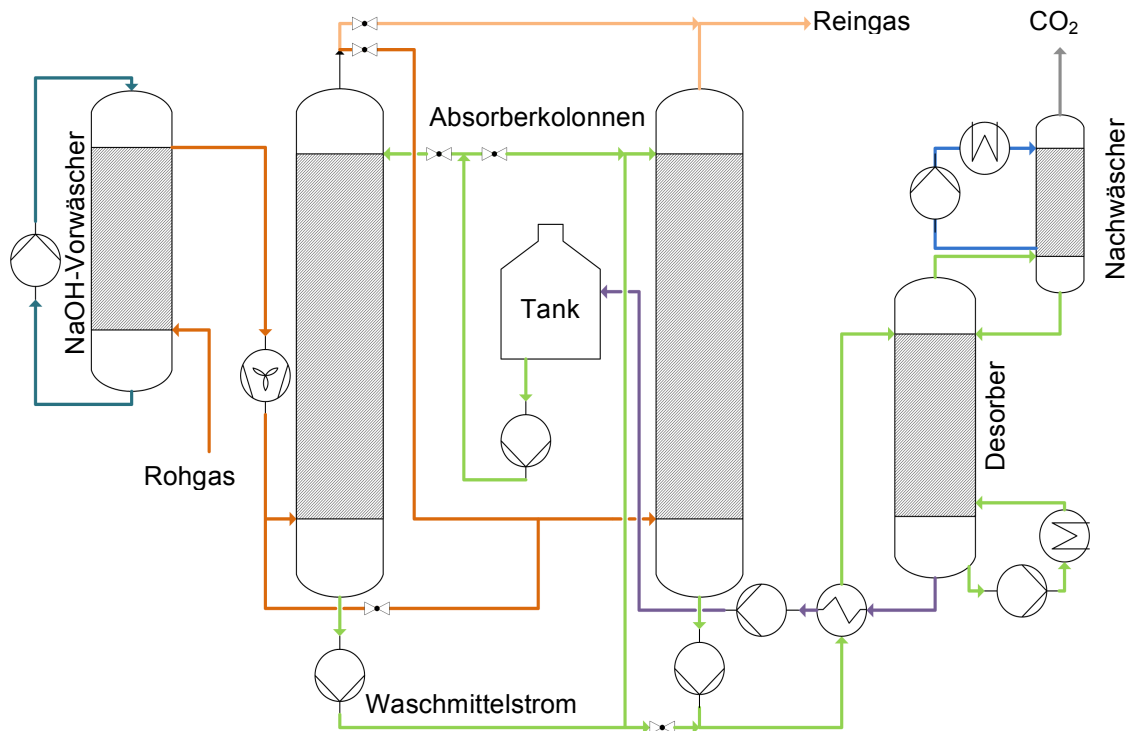 Reingas
CO₂
Absorberkolonnen
NaOH-Vorwäscher
Nachwäscher
Tank
Desorber
Rohgas
Waschmittelstrom